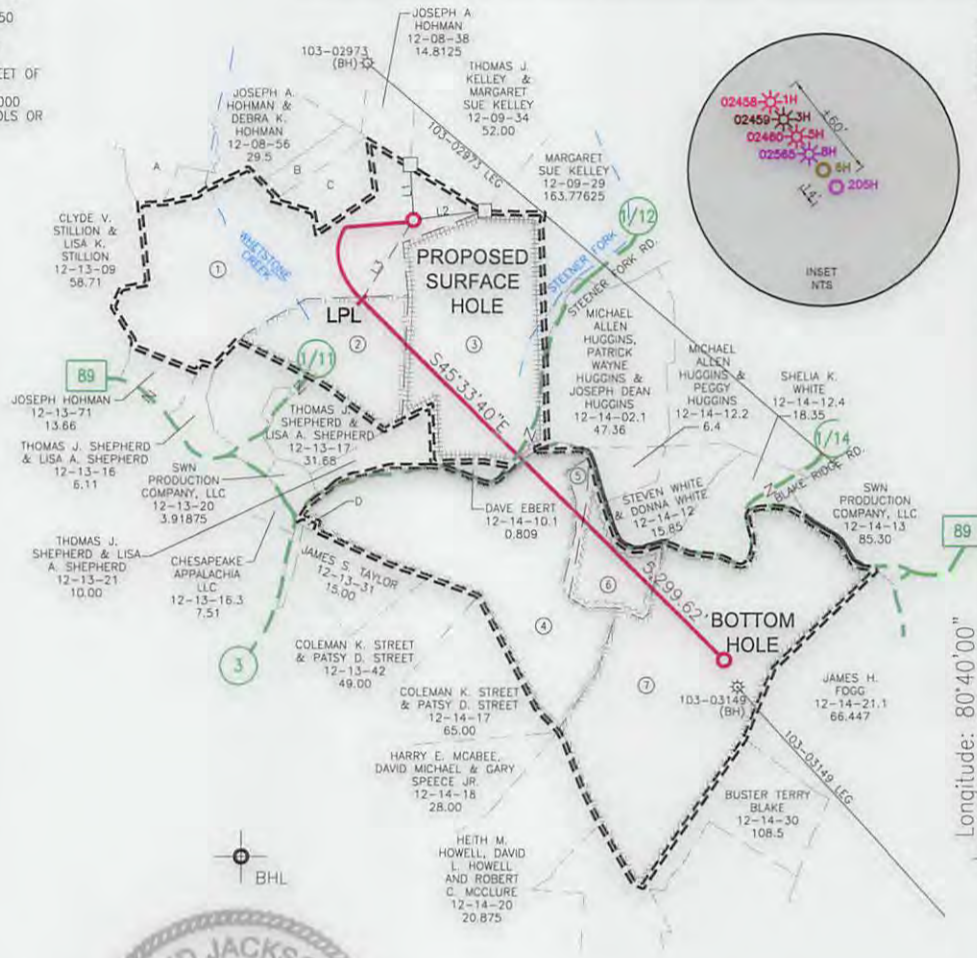 50
EET OF
000
OLS OR
JOSEPH A
HOHMAN
12-08-38
14.8125
103-02973
(BH)
THOMAS J.
KELLEY &
MARGARET
SUE KELLEY
12-09-34
52.00
JOSEPH A.
HOHMAN &
DEBRA K.
HOHMAN
12-08-56
29.5
103-02973 LEG
MARGARET
SUE KELLEY
12-09-29
163.77625
A
B
C
CLYDE V.
STILLION &
LISA K.
STILLION
12-13-09
58.71
WHETSTONE
CREEK
1
L1
L2
L3
PROPOSED
SURFACE
HOLE
LPL
2
3
1/12
STEENER FORK
STEENER FORK RD.
02458 1H
02459 3H
02460 5H
02565 8H
6H
205H
±60'
14'
INSET
NTS
MICHAEL
ALLEN
HUGGINS,
PATRICK
WAYNE
HUGGINS &
JOSEPH DEAN
HUGGINS
12-14-02.1
47.36
MICHAEL
ALLEN
HUGGINS &
PEGGY
HUGGINS
12-14-12.2
6.4
SHELIA K.
WHITE
12-14-12.4
18.35
89
1/11
S45°33'40"E
JOSEPH HOHMAN
12-13-71
13.66
THOMAS J. SHEPHERD
& LISA A. SHEPHERD
12-13-16
6.11
THOMAS J.
SHEPHERD &
LISA A. SHEPHERD
12-13-17
31.68
SWN
PRODUCTION
COMPANY, LLC
12-13-20
3.91875
1/14
BLAKE RIDGE RD.
5
STEVEN WHITE
& DONNA WHITE
12-14-12
15.85
SWN
PRODUCTION
COMPANY, LLC
12-14-13
85.30
89
DAVE EBERT
12-14-10.1
0.809
D
THOMAS J.
SHEPHERD & LISA
A. SHEPHERD
12-13-21
10.00
CHESAPEAKE
APPALACHIA
LLC
12-13-16.3
7.51
JAMES S. TAYLOR
12-13-31
15.00
5,299.62'
6
4
7
BOTTOM
HOLE
3
COLEMAN K. STREET
& PATSY D. STREET
12-13-42
49.00
COLEMAN K. STREET
& PATSY D. STREET
12-14-17
65.00
103-03149
(BH)
JAMES H.
FOGG
12-14-21.1
66.447
Longitude: 80°40'00"
HARRY E. MCABEE,
DAVID MICHAEL & GARY
SPEECE JR.
12-14-18
28.00
103-03149 LEG
BUSTER TERRY
BLAKE
12-14-30
108.5
HEITH M.
HOWELL, DAVID
L. HOWELL
AND ROBERT
C. MCCLURE
12-14-20
20.875
BHL
JACKS